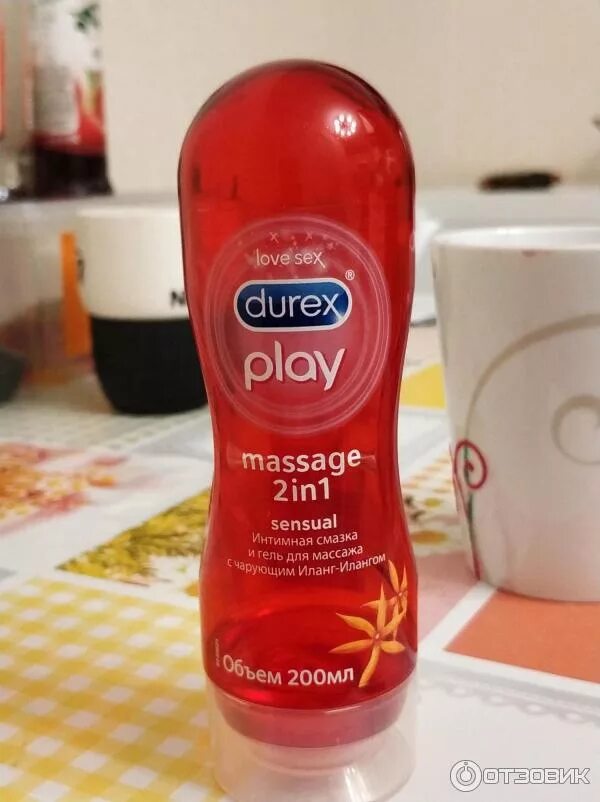 love sex
durex®
play
massage
2in1
sensual
Интимная смазка
и гель для массажа
с чарующим Иланг-Илангом
Объем 200мл
N
ОТЗОВИК